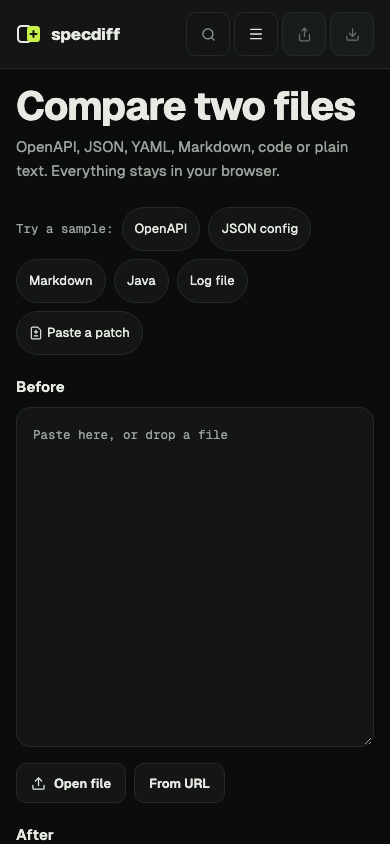 specdiff
Compare two files
OpenAPI, JSON, YAML, Markdown, code or plain
text. Everything stays in your browser.
Try a sample: OpenAPI JSON config
Markdown Java Log file
Paste a patch
Before
Paste here, or drop a file
Open file From URL
After